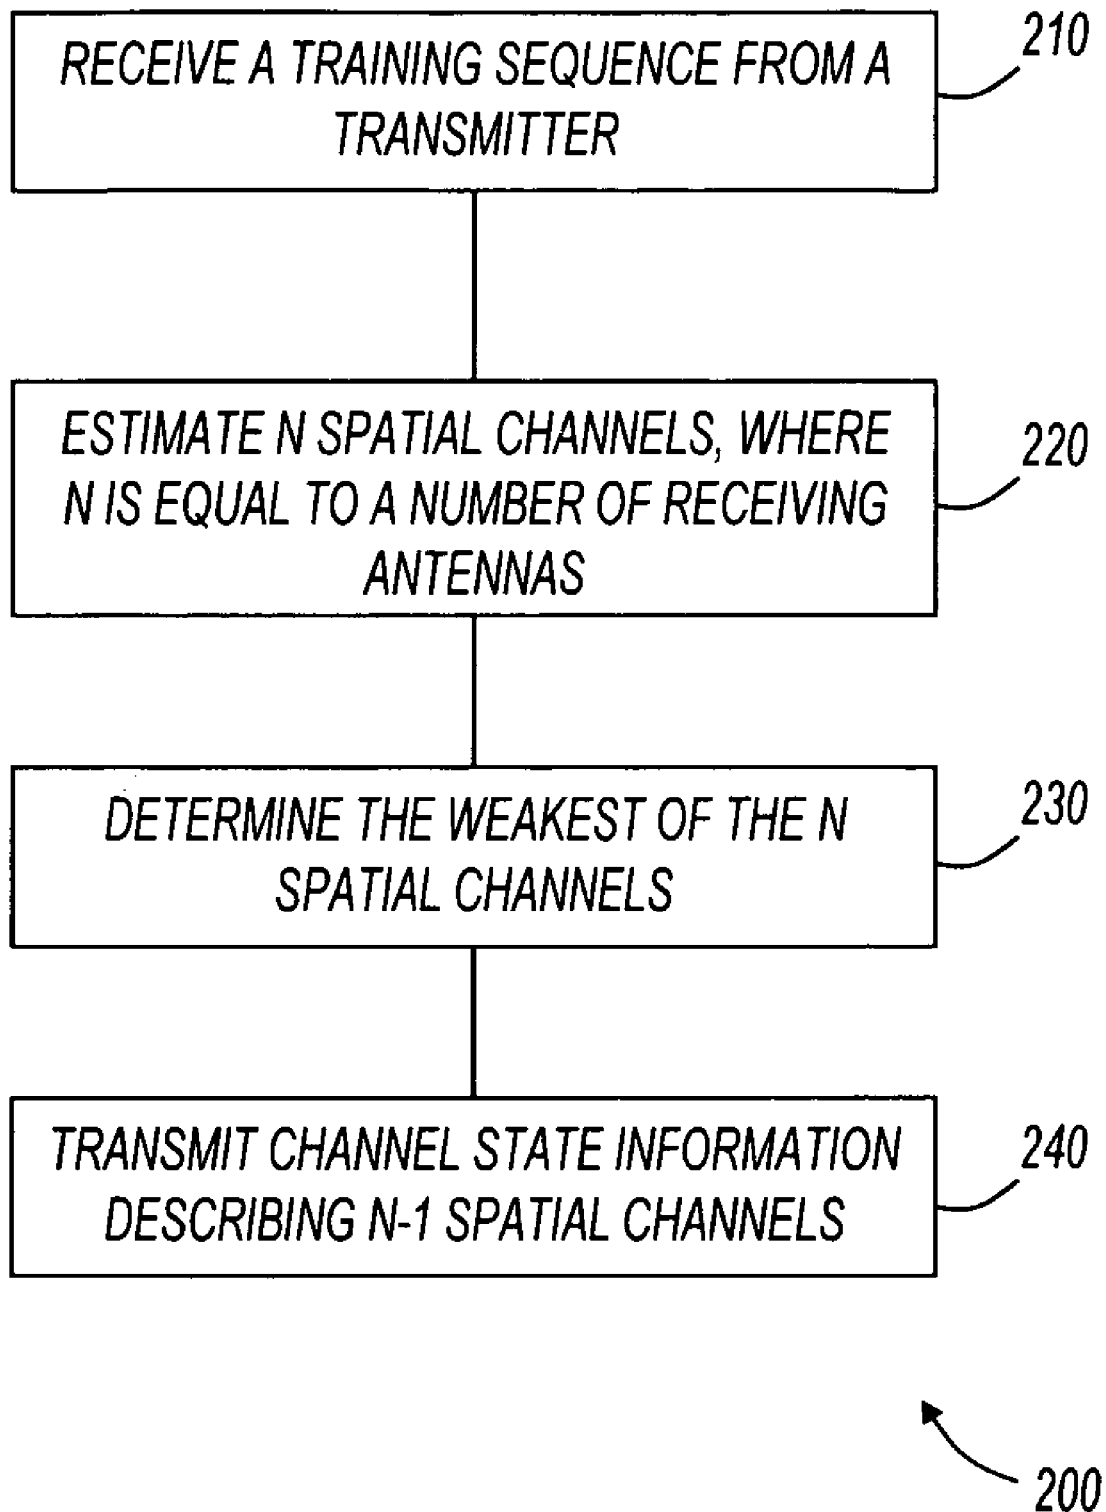 RECEIVE A TRAINING SEQUENCE FROM A
TRANSMITTER
210
ESTIMATE N SPATIAL CHANNELS, WHERE
N IS EQUAL TO A NUMBER OF RECEIVING
ANTENNAS
220
DETERMINE THE WEAKEST OF THE N
SPATIAL CHANNELS
230
TRANSMIT CHANNEL STATE INFORMATION
DESCRIBING N-1 SPATIAL CHANNELS
240
200